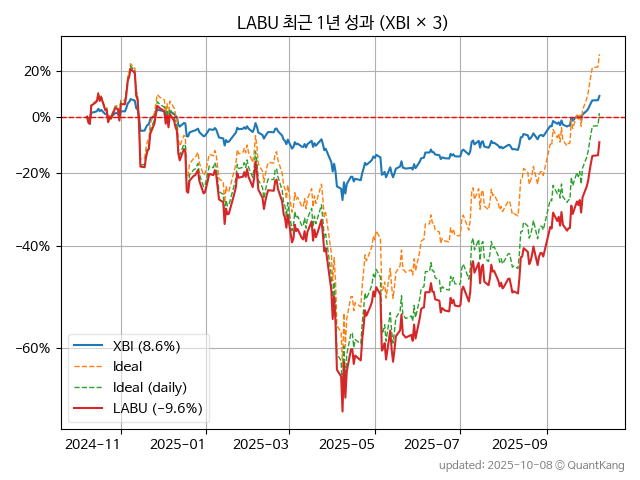 LABU 최근 1년 성과 (XBI × 3)
20%
0%
−20%
−40%
−60%
XBI (8.6%)
Ideal
Ideal (daily)
LABU (−9.6%)
2024-11
2025-01
2025-03
2025-05
2025-07
2025-09
updated: 2025-10-08 © QuantKang